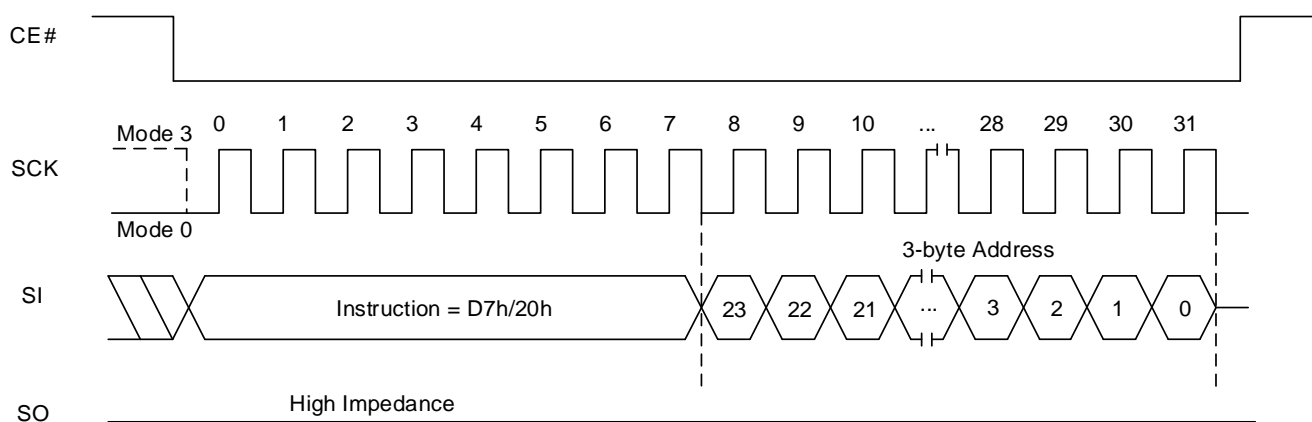 CE#
0 1 2 3 4 5 6 7 8 9 10 ... 28 29 30 31
Mode 3
SCK
Mode 0
3-byte Address
SI
Instruction = D7h/20h
23 22 21 ... 3 2 1 0
High Impedance
SO